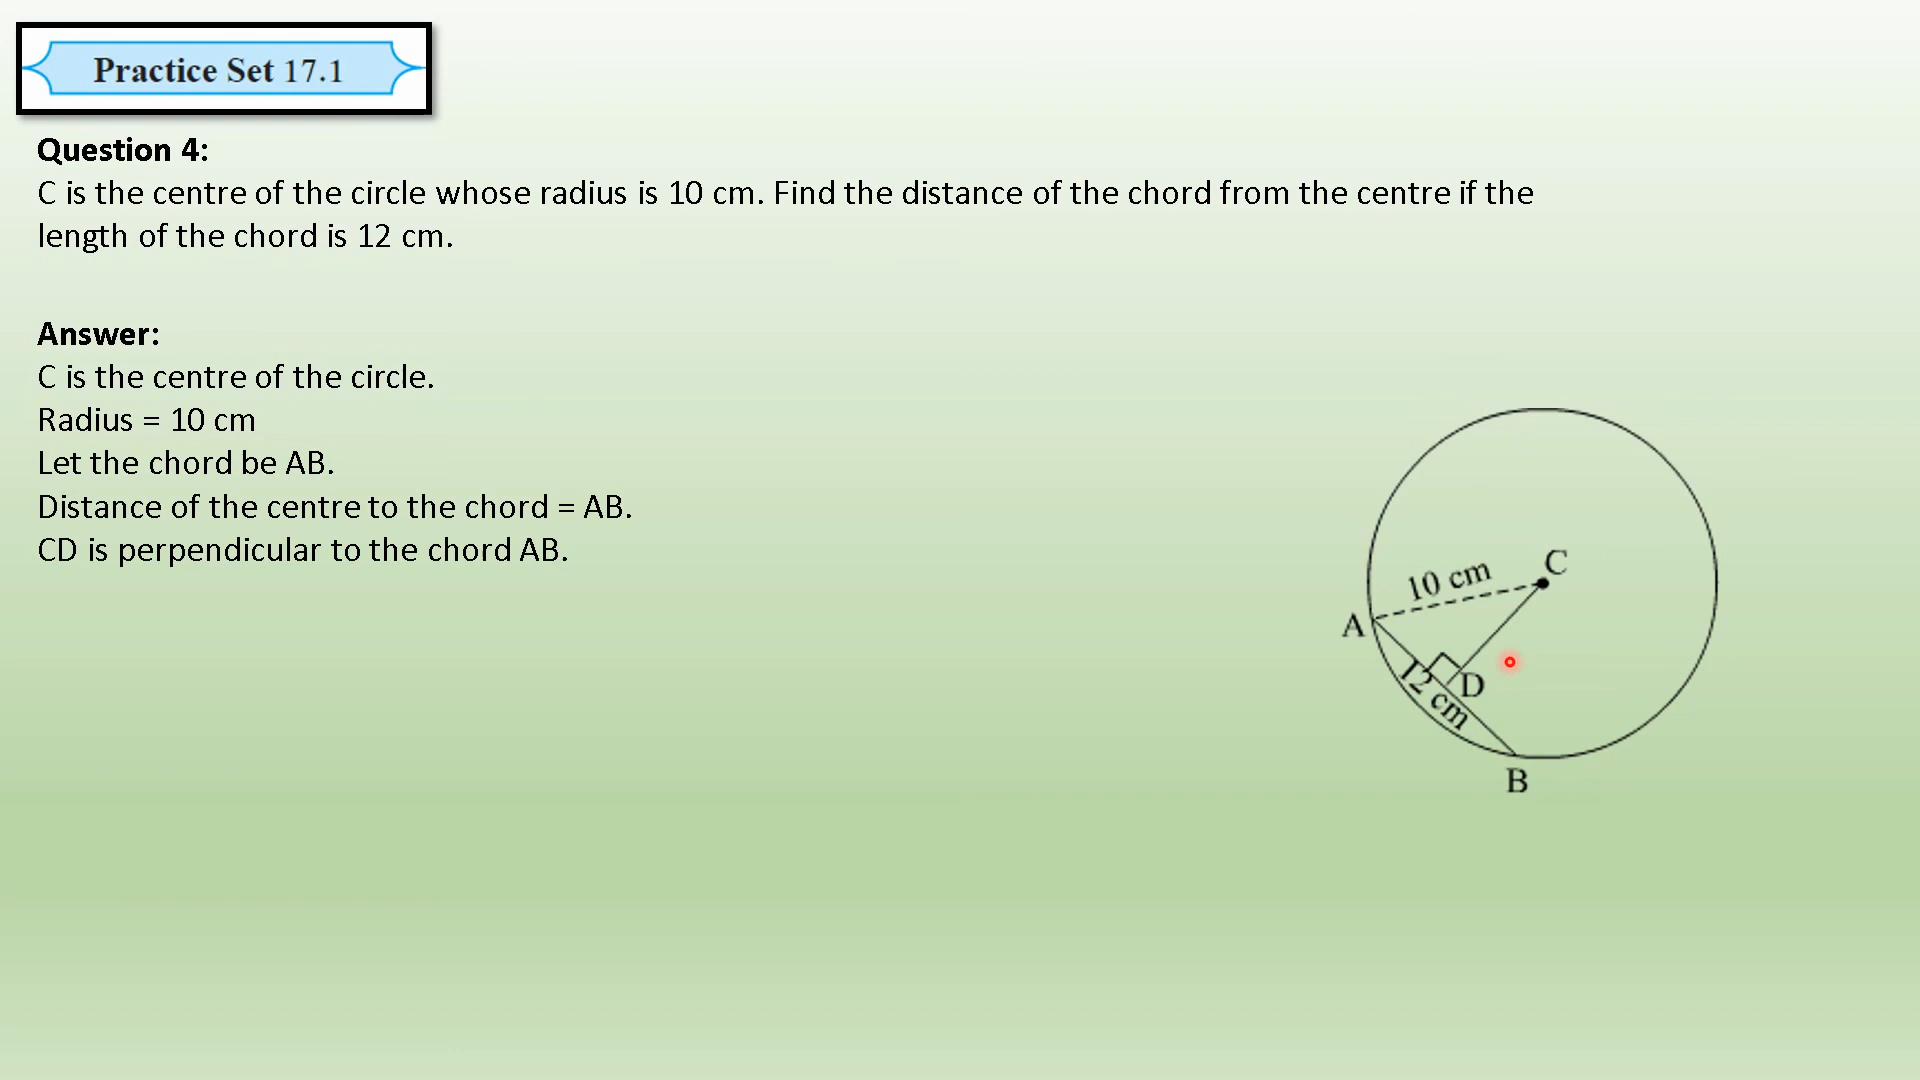 Practice Set 17.1
Question 4:
C is the centre of the circle whose radius is 10 cm. Find the distance of the chord from the centre if the
length of the chord is 12 cm.
Answer:
C is the centre of the circle.
Radius = 10 cm
Let the chord be AB.
Distance of the centre to the chord = AB.
CD is perpendicular to the chord AB.
C
10 cm
A
D
12 cm
B